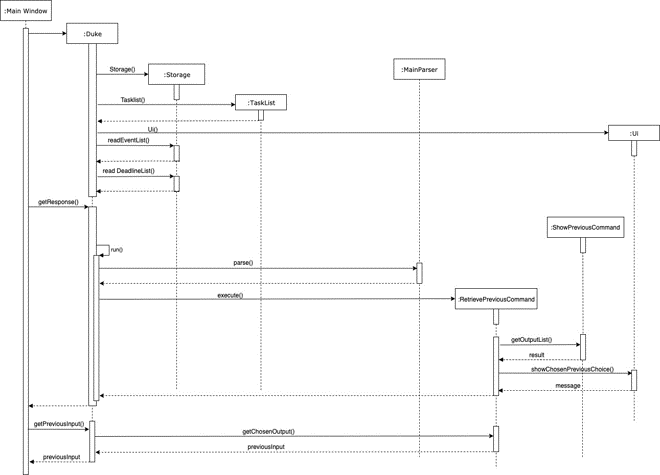 :Main Window
:Duke
Storage()
:Storage
:MainParser
Tasklist()
:TaskList
Ui()
:UI
readEventList()
read DeadlineList()
getResponse()
:ShowPreviousCommand
run()
parse()
execute()
:RetrievePreviousCommand
getOutputList()
result
showChosenPreviousChoice()
message
getPreviousInput()
getChosenOutput()
previousInput
previousInput